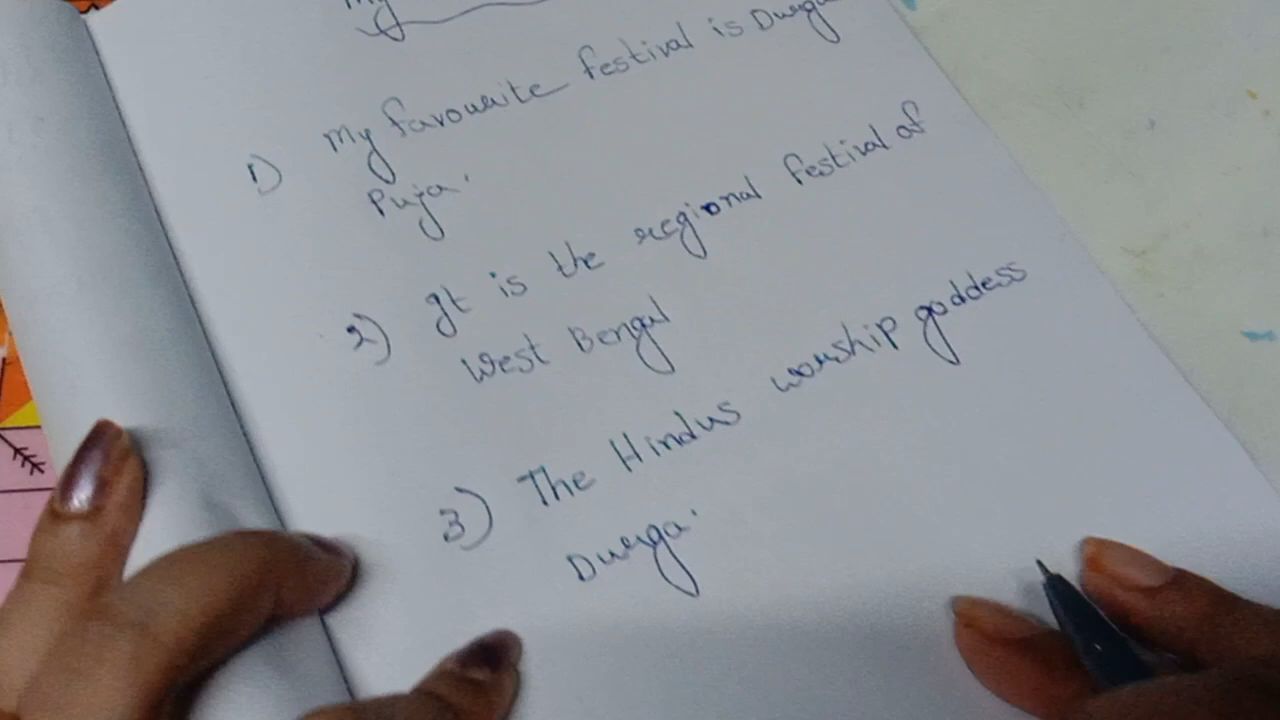 My
1) My favourite festival is Durga
Puja.
2) It is the regional festival of
West Bengal
3) The Hindus worship goddess
Durga.